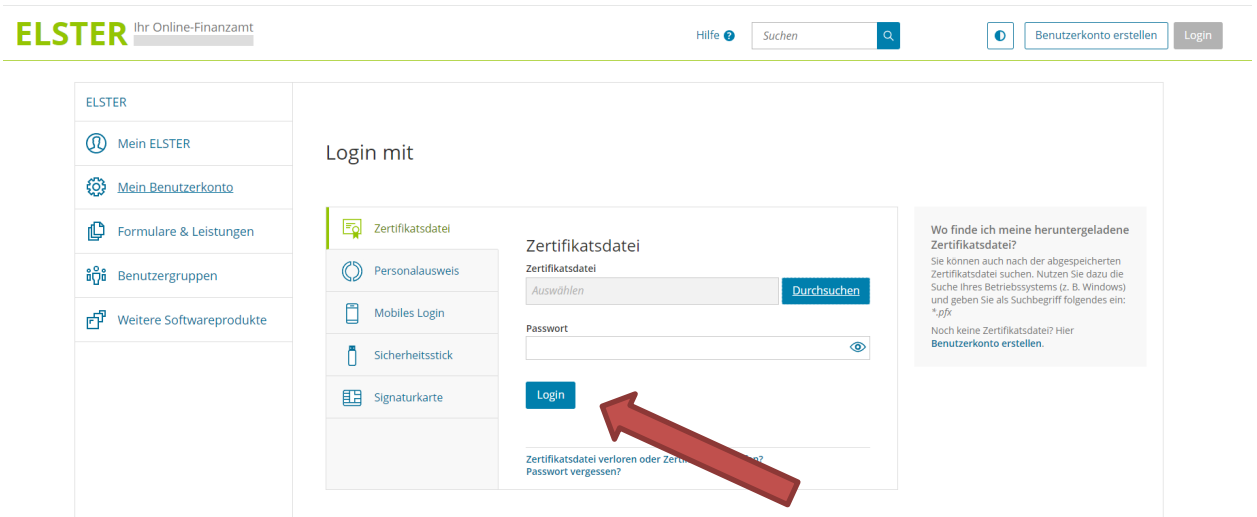 ELSTER Ihr Online-Finanzamt
Hilfe ?
Suchen
Benutzerkonto erstellen
Login
ELSTER
Mein ELSTER
Mein Benutzerkonto
Formulare & Leistungen
Benutzergruppen
Weitere Softwareprodukte
Login mit
Zertifikatsdatei
Personalausweis
Mobiles Login
Sicherheitsstick
Signaturkarte
Zertifikatsdatei
Zertifikatsdatei
Auswählen
Durchsuchen
Passwort
Login
Zertifikatsdatei verloren oder
Passwort vergessen?
Wo finde ich meine heruntergeladene
Zertifikatsdatei?
Sie können auch nach der abgespeicherten
Zertifikatsdatei suchen. Nutzen Sie dazu die
Suche Ihres Betriebssystems (z. B. Windows)
und geben Sie als Suchbegriff folgendes ein:
*.pfx
Noch keine Zertifikatsdatei? Hier
Benutzerkonto erstellen.